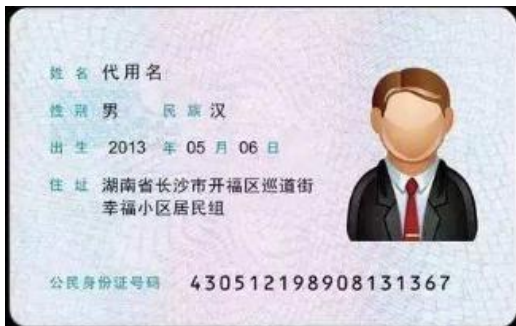 姓名 代用名
性别 男 民族 汉
出生 2013 年 05 月 06 日
住址 湖南省长沙市开福区巡道街
幸福小区居民组
公民身份证号码 430512198908131367